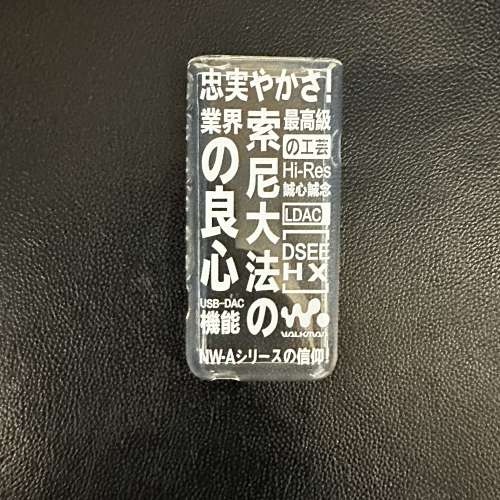 忠実やかさ!
業界
の良心
索尼大法の
最高級
の工芸
Hi-Res
誠心誠念
LDAC
DSEE
HX
USB-DAC
機能
WALKMAN
NW-Aシリースの信仰!